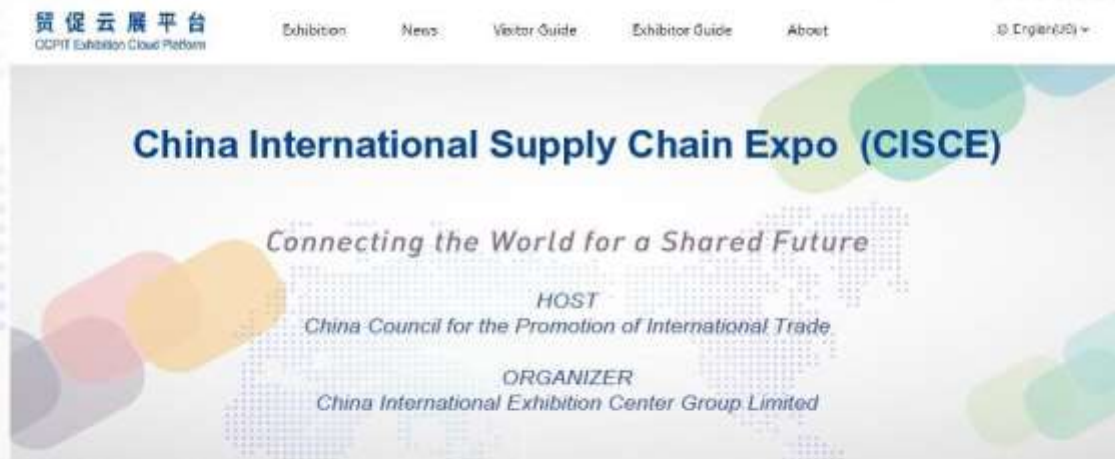 贸促云展平台
CCPIT Exhibition Cloud Platform
Exhibition News Visitor Guide Exhibitor Guide About English(US)
China International Supply Chain Expo (CISCE)
Connecting the World for a Shared Future
HOST
China Council for the Promotion of International Trade
ORGANIZER
China International Exhibition Center Group Limited